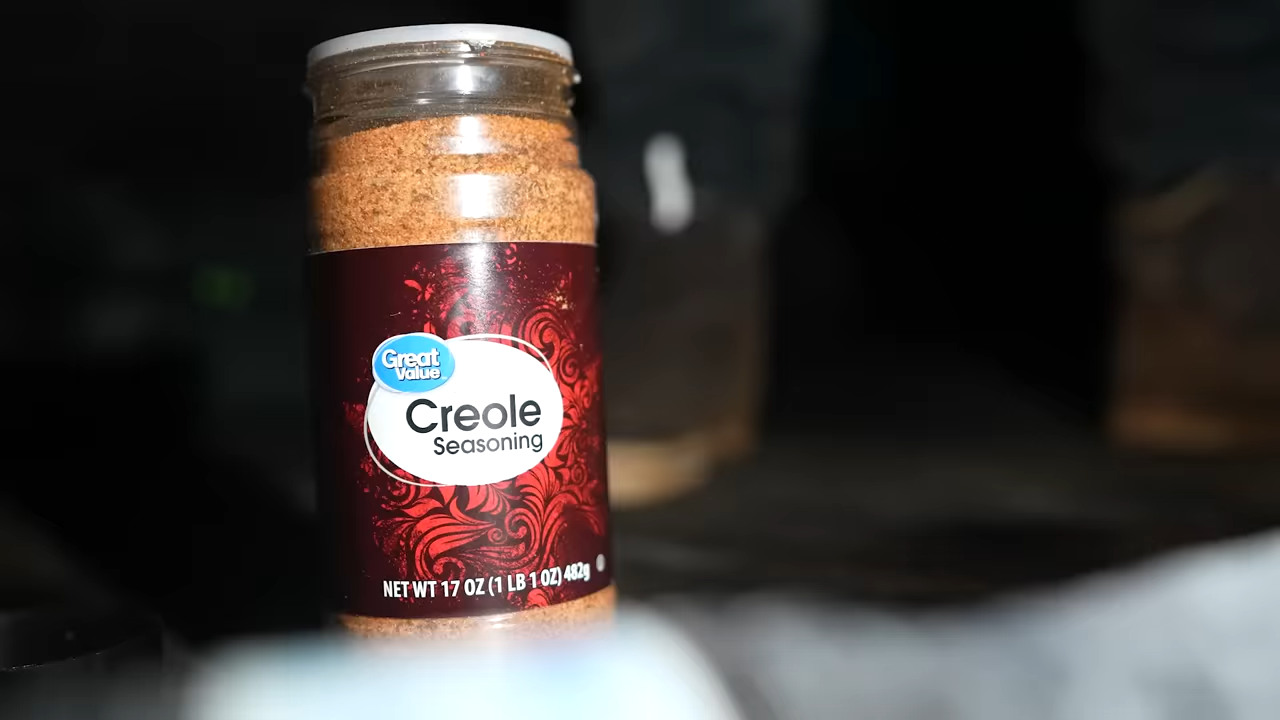 Great
Value
Creole
Seasoning
NET WT 17 OZ (1 LB 1 OZ) 482g